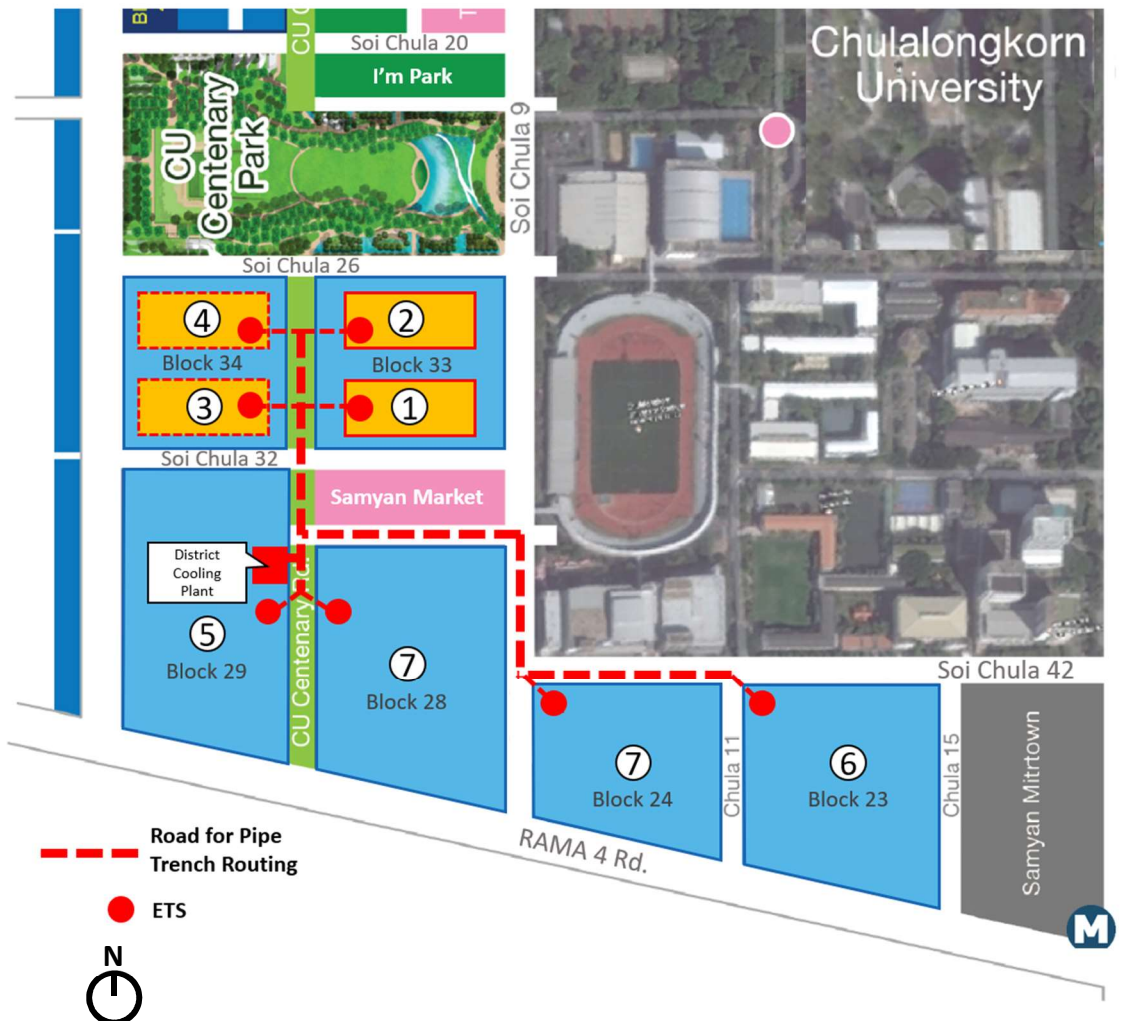 CU C
Soi Chula 20
I'm Park
Chulalongkorn
University
CU
Centenary
Park
Soi Chula 9
Soi Chula 26
4
2
Block 34
Block 33
3
1
Soi Chula 32
Samyan Market
District
Cooling
Plant
5
Block 29
CU Centenary Rd.
7
Block 28
Soi Chula 42
7
Block 24
Chula 11
6
Block 23
Chula 15
Samyan Mitrtown
RAMA 4 Rd.
M
Road for Pipe
Trench Routing
ETS
N